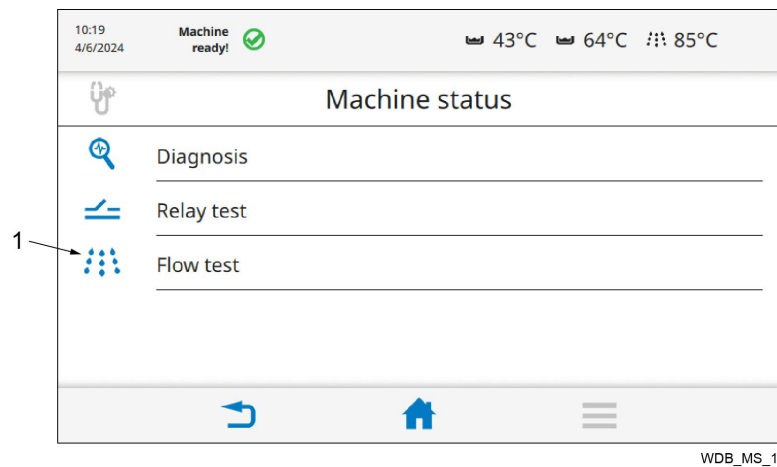 10:19
4/6/2024
Machine
ready!
43°C 64°C 85°C
Machine status
Diagnosis
Relay test
1
Flow test
WDB_MS_1